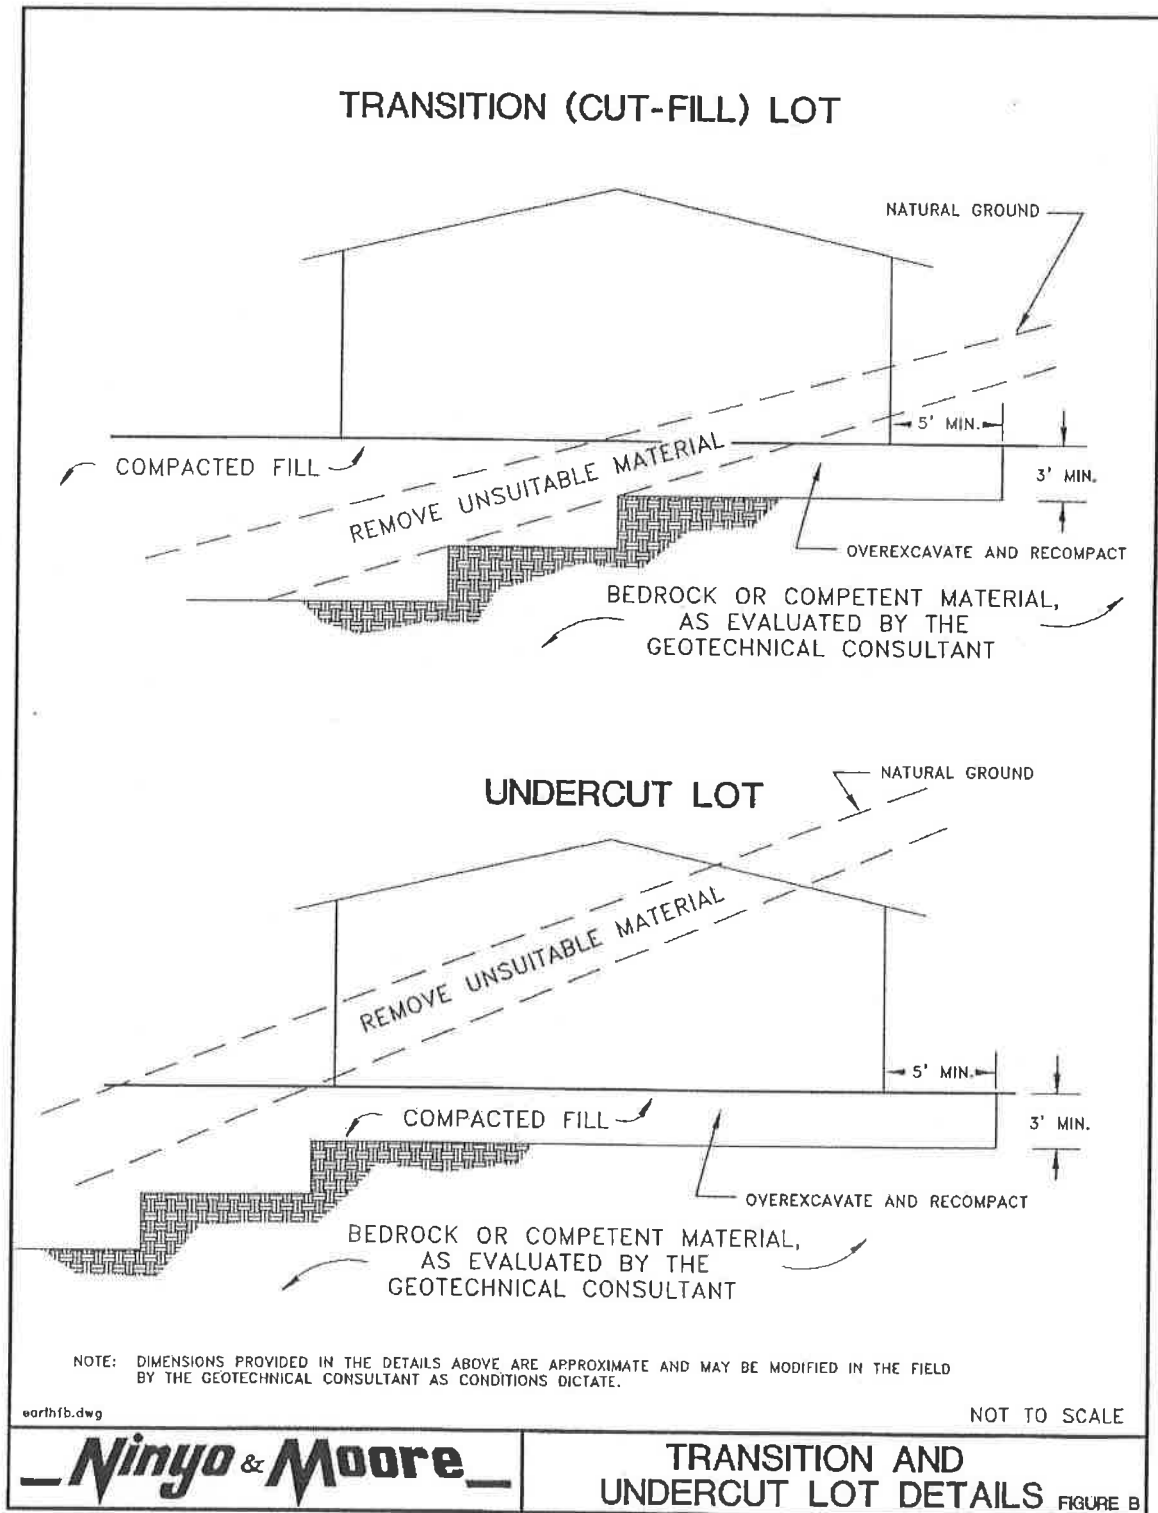 TRANSITION (CUT-FILL) LOT
NATURAL GROUND
5' MIN.
COMPACTED FILL
REMOVE UNSUITABLE MATERIAL
3' MIN.
OVEREXCAVATE AND RECOMPACT
BEDROCK OR COMPETENT MATERIAL,
AS EVALUATED BY THE
GEOTECHNICAL CONSULTANT
UNDERCUT LOT
NATURAL GROUND
REMOVE UNSUITABLE MATERIAL
5' MIN.
COMPACTED FILL
3' MIN.
OVEREXCAVATE AND RECOMPACT
BEDROCK OR COMPETENT MATERIAL,
AS EVALUATED BY THE
GEOTECHNICAL CONSULTANT
NOTE: DIMENSIONS PROVIDED IN THE DETAILS ABOVE ARE APPROXIMATE AND MAY BE MODIFIED IN THE FIELD
BY THE GEOTECHNICAL CONSULTANT AS CONDITIONS DICTATE.
earthfb.dwg
NOT TO SCALE
Ninyo & Moore
TRANSITION AND
UNDERCUT LOT DETAILS FIGURE B